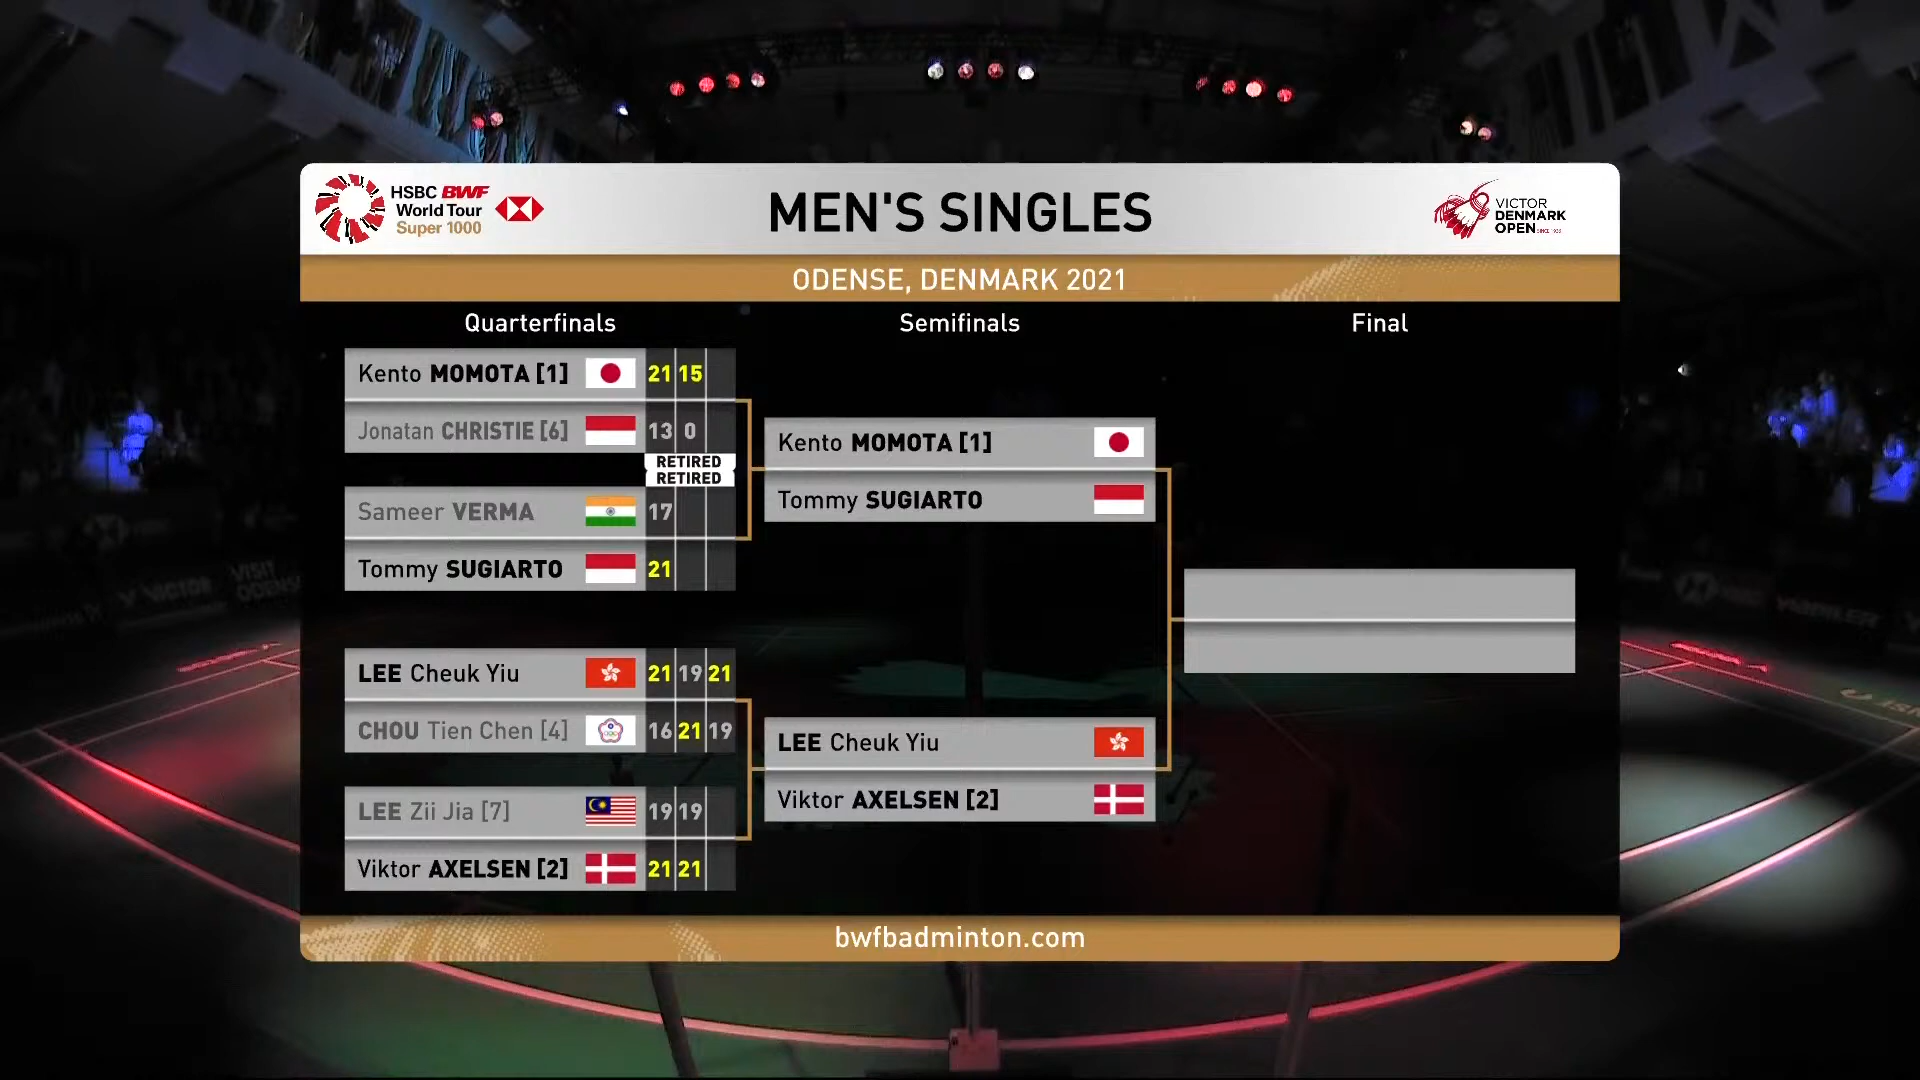 HSBC BWF
World Tour
Super 1000
MEN'S SINGLES
VICTOR
DENMARK
OPEN
ODENSE, DENMARK 2021
Quarterfinals
Semifinals
Final
Kento MOMOTA [1] 21 15
Jonatan CHRISTIE [6] 13 0
RETIRED
RETIRED
Sameer VERMA 17
Tommy SUGIARTO 21
LEE Cheuk Yiu 21 19 21
CHOU Tien Chen [4] 16 21 19
LEE Zii Jia [7] 19 19
Viktor AXELSEN [2] 21 21
Kento MOMOTA [1]
Tommy SUGIARTO
LEE Cheuk Yiu
Viktor AXELSEN [2]
bwfbadminton.com
VICTOR
VISIT
ODENSE